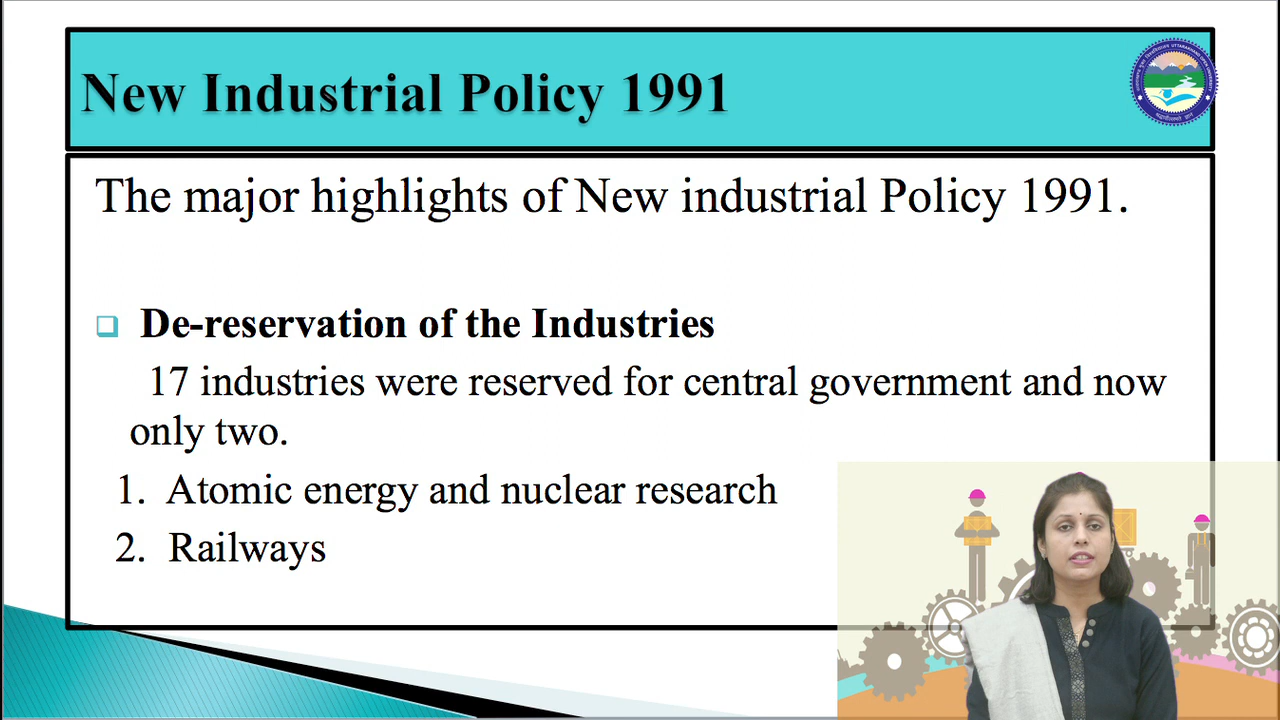 New Industrial Policy 1991
The major highlights of New industrial Policy 1991.
De-reservation of the Industries
17 industries were reserved for central government and now
only two.
1. Atomic energy and nuclear research
2. Railways